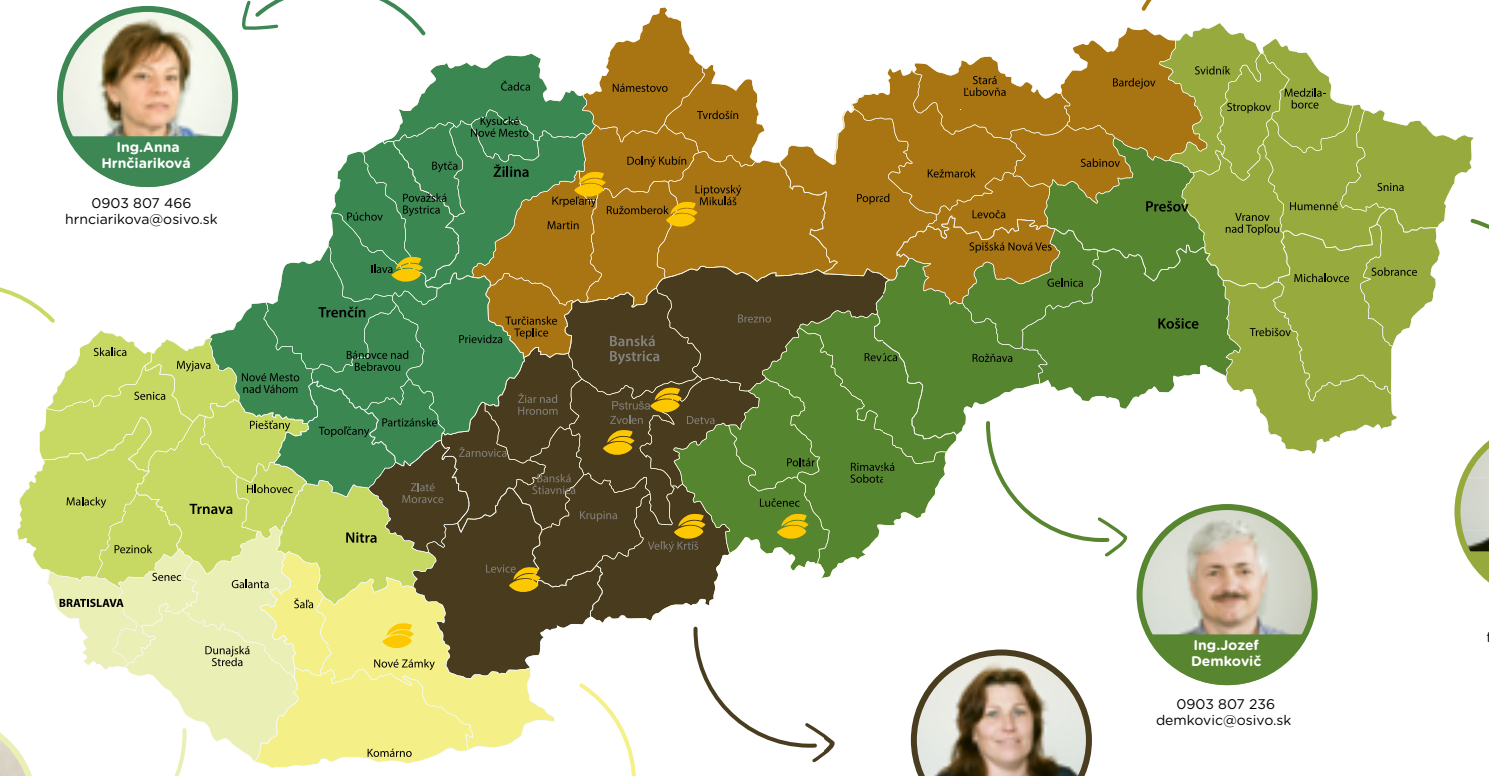 Ing.Anna
Hrnčiariková
0903 807 466
hrnciarikova@osivo.sk
Čadca
Kysucké
Nové Mesto
Bytča
Žilina
Považská
Bystrica
Púchov
Ilava
Trenčín
Bánovce nad
Bebravou
Prievidza
Nové Mesto
nad Váhom
Topoľčany
Partizánske
Námestovo
Tvrdošín
Dolný Kubín
Krpeľany
Martin
Ružomberok
Liptovský
Mikuláš
Turčianske
Teplice
Poprad
Kežmarok
Stará
Ľubovňa
Levoča
Spišská Nová Ves
Sabinov
Bardejov
Svidník
Stropkov
Medzila-
borce
Snina
Humenné
Vranov
nad Topľou
Michalovce
Sobrance
Trebišov
Prešov
Gelnica
Košice
Rožňava
Revúca
Rimavská
Sobota
Poltár
Lučenec
Brezno
Banská
Bystrica
Pstruša
Zvolen
Detva
Žiar nad
Hronom
Žarnovica
Banská
Štiavnica
Zlaté
Moravce
Krupina
Veľký Krtíš
Levice
Skalica
Myjava
Senica
Piešťany
Malacky
Hlohovec
Trnava
Pezinok
Nitra
Senec
BRATISLAVA
Galanta
Dunajská
Streda
Šaľa
Nové Zámky
Komárno
Ing.Jozef
Demkovič
0903 807 236
demkovic@osivo.sk